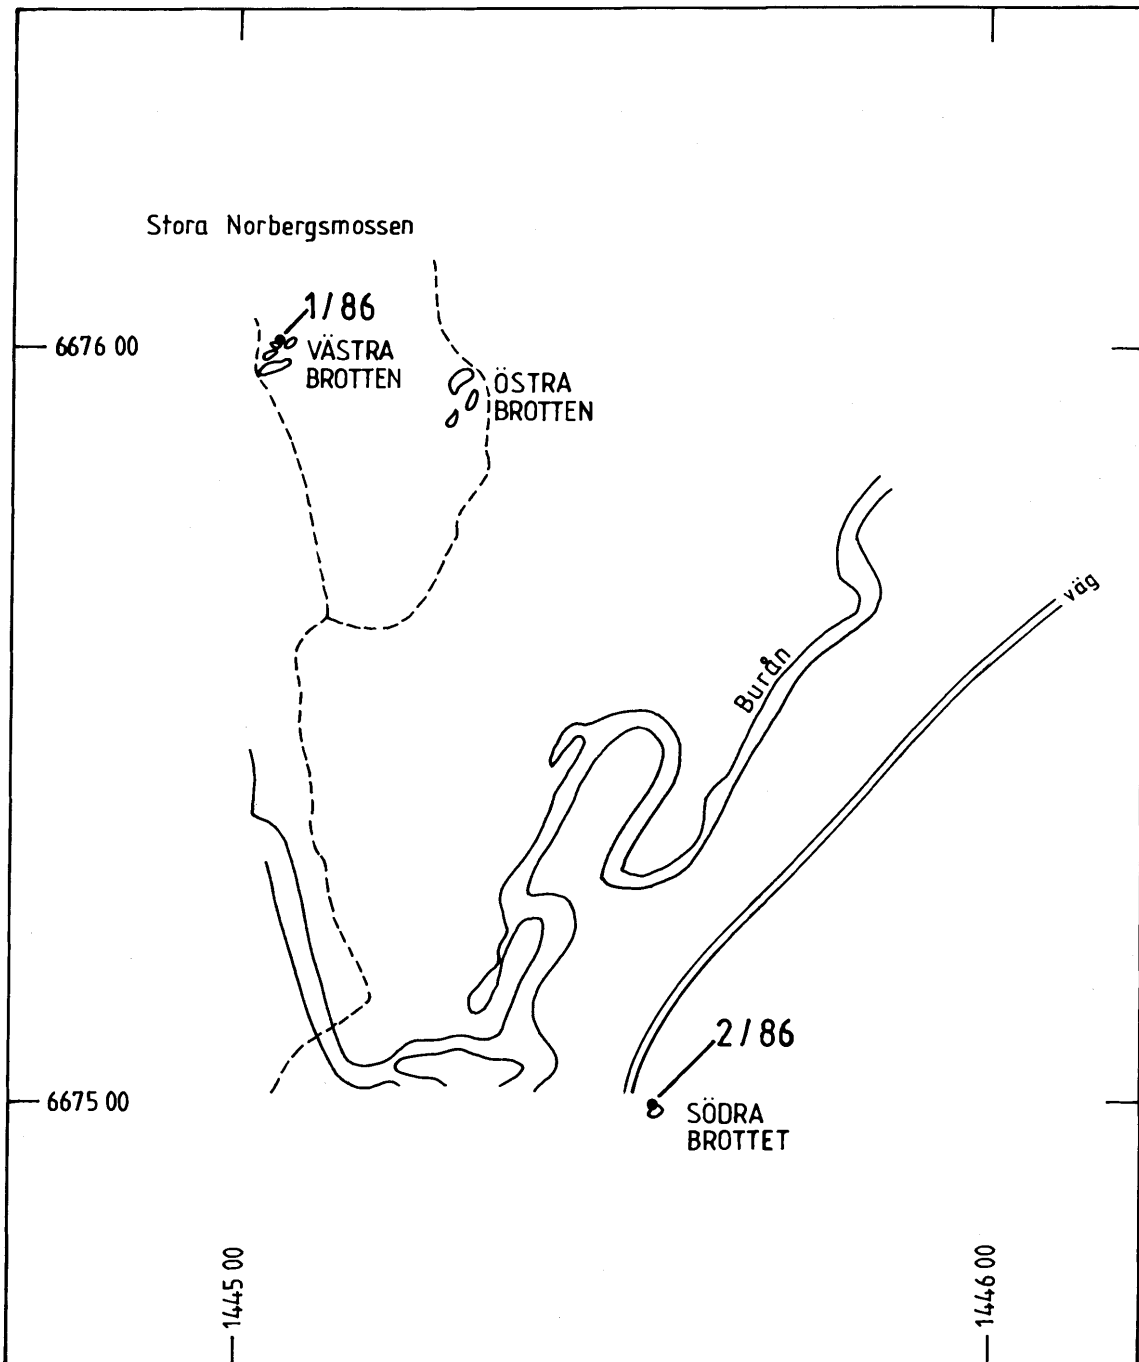 Stora Norbergsmossen
1/86
6676 00
VÄSTRA
BROTTEN
ÖSTRA
BROTTEN
väg
Burån
2/86
6675 00
SÖDRA
BROTTET
1445 00
1446 00